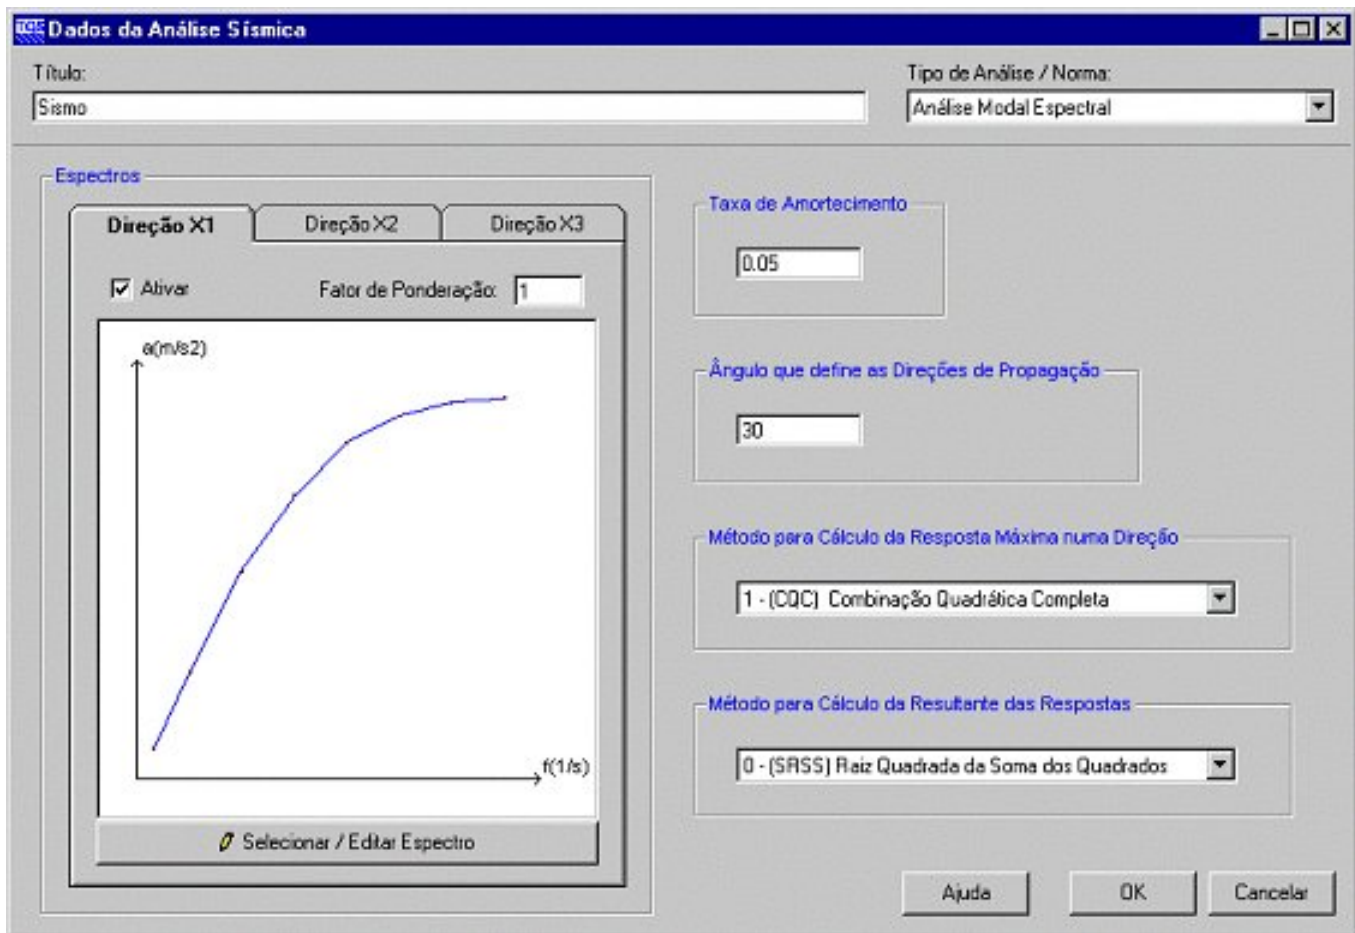 TQS Dados da Análise Sísmica
Título:
Tipo de Análise / Norma:
Sismo
Análise Modal Espectral
Espectros
Direção X1
Direção X2
Direção X3
Ativar
Fator de Ponderação:
1
a(m/s2)
f(1/s)
Selecionar / Editar Espectro
Taxa de Amortecimento
0.05
Ângulo que define as Direções de Propagação
30
Método para Cálculo da Resposta Máxima numa Direção
1 - (CQC) Combinação Quadrática Completa
Método para Cálculo da Resultante das Respostas
0 - (SRSS) Raiz Quadrada da Soma dos Quadrados
Ajuda
OK
Cancelar